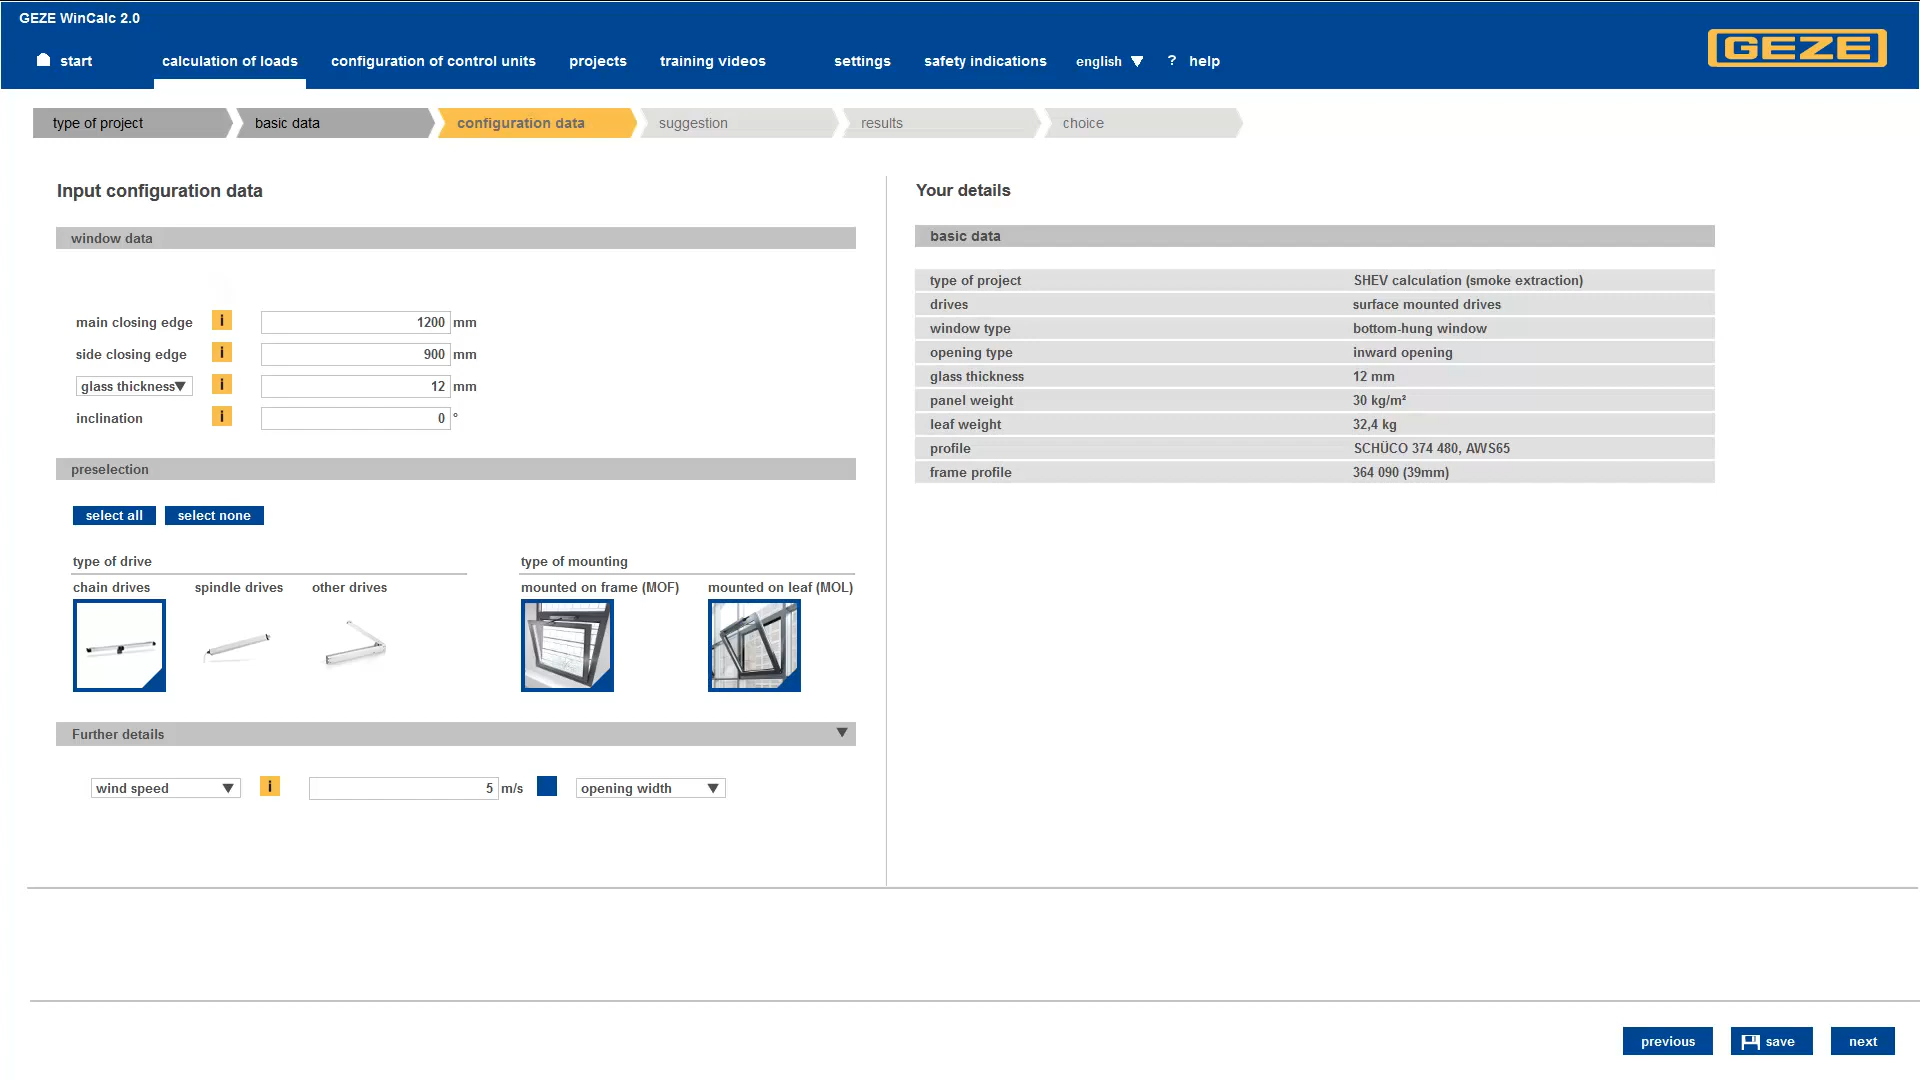 GEZE WinCalc 2.0
start calculation of loads configuration of control units projects training videos settings safety indications english ▼ ? help
GEZE
type of project basic data configuration data suggestion results choice
Input configuration data
window data
main closing edge i 1200 mm
side closing edge i 900 mm
glass thickness▼ i 12 mm
inclination i 0 °
preselection
select all select none
type of drive type of mounting
chain drives spindle drives other drives mounted on frame (MOF) mounted on leaf (MOL)
Further details ▼
wind speed ▼ i 5 m/s opening width ▼
Your details
basic data
type of project SHEV calculation (smoke extraction)
drives surface mounted drives
window type bottom-hung window
opening type inward opening
glass thickness 12 mm
panel weight 30 kg/m²
leaf weight 32,4 kg
profile SCHÜCO 374 480, AWS65
frame profile 364 090 (39mm)
previous save next